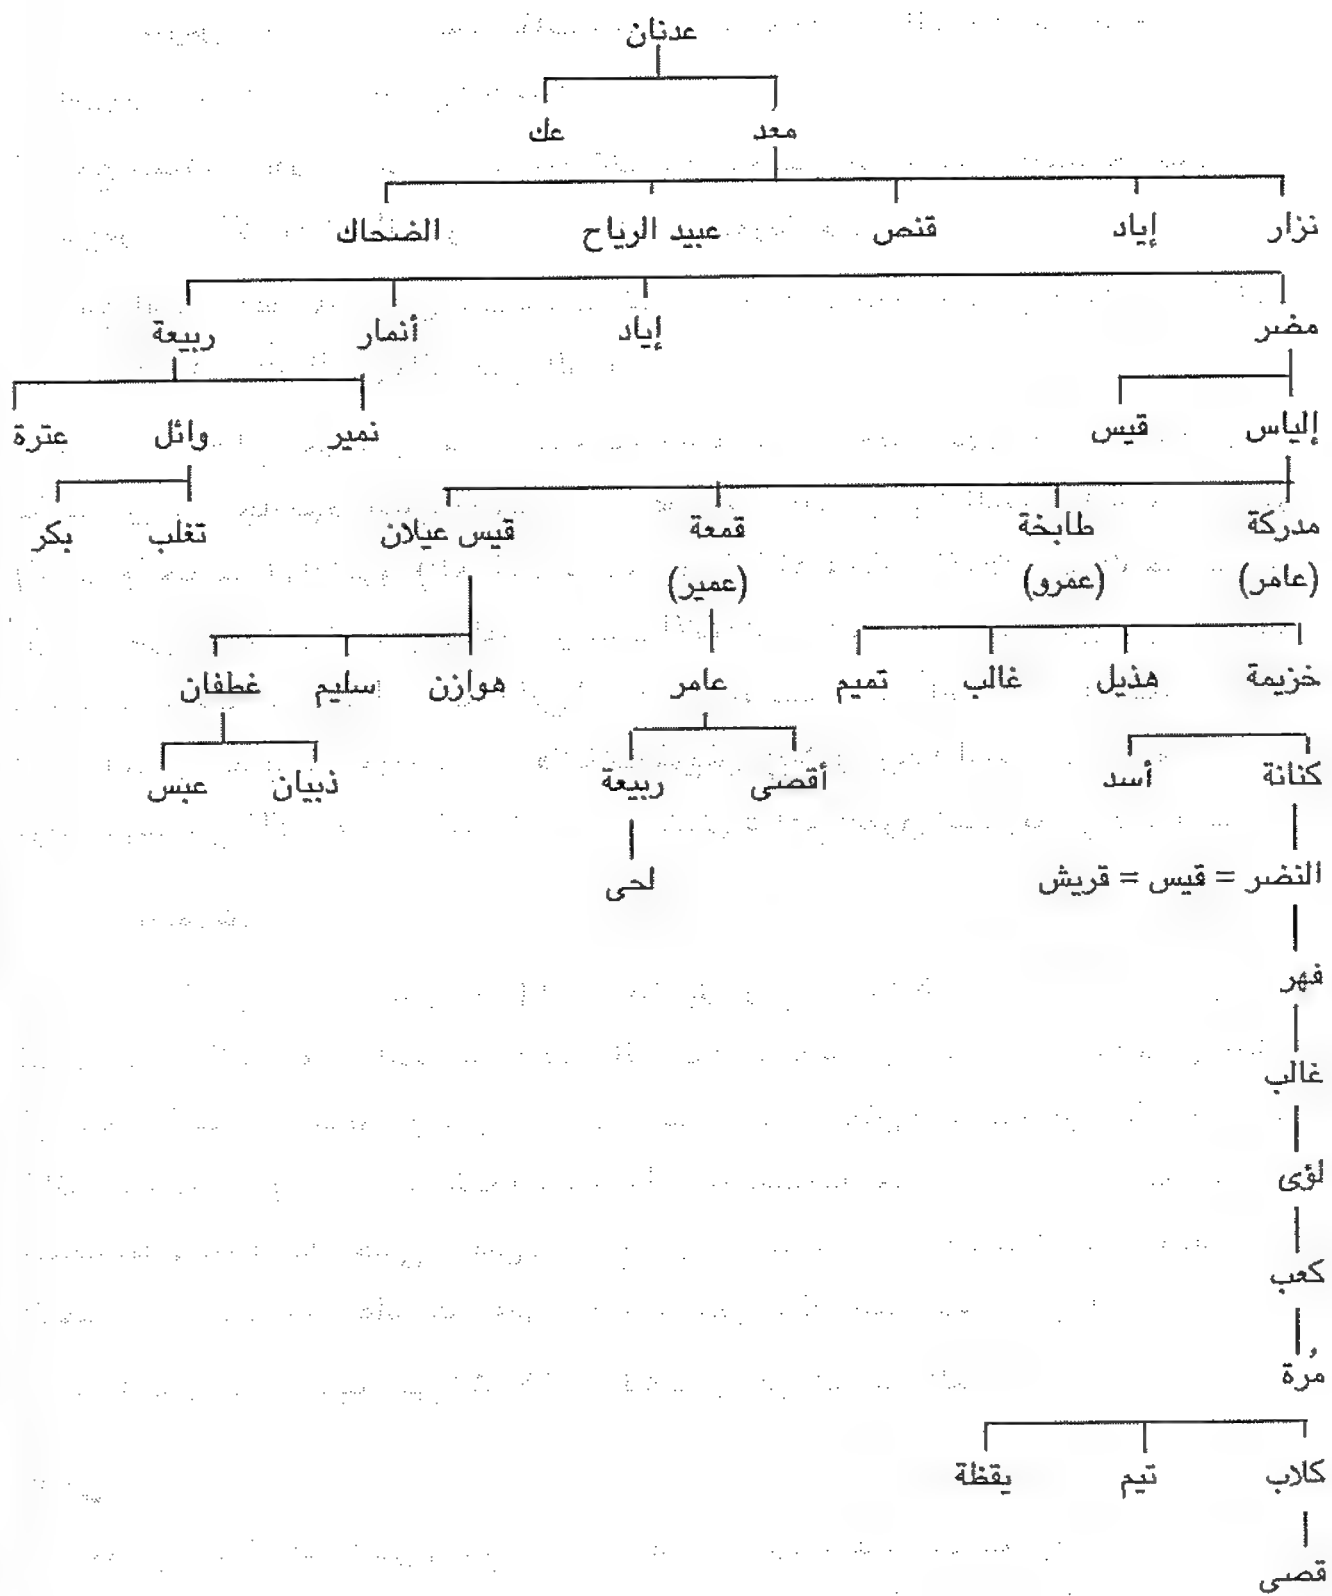 عدنان
معد عك
نزار إياد قنص عبيد الرياح الضحاك
مضر إياد أنمار ربيعة
إلياس قيس نمير وائل عترة
مدركة طابخة قمعة قيس عيلان تغلب بكر
(عامر) (عمرو) (عمير)
خزيمة هذيل غالب تميم عامر هوازن سليم غطفان
كنانة أسد أقصى ربيعة ذبيان عبس
النضر = قيس = قريش لحى
فهر
غالب
لؤى
كعب
مُرة
كلاب تيم يقظة
قصى